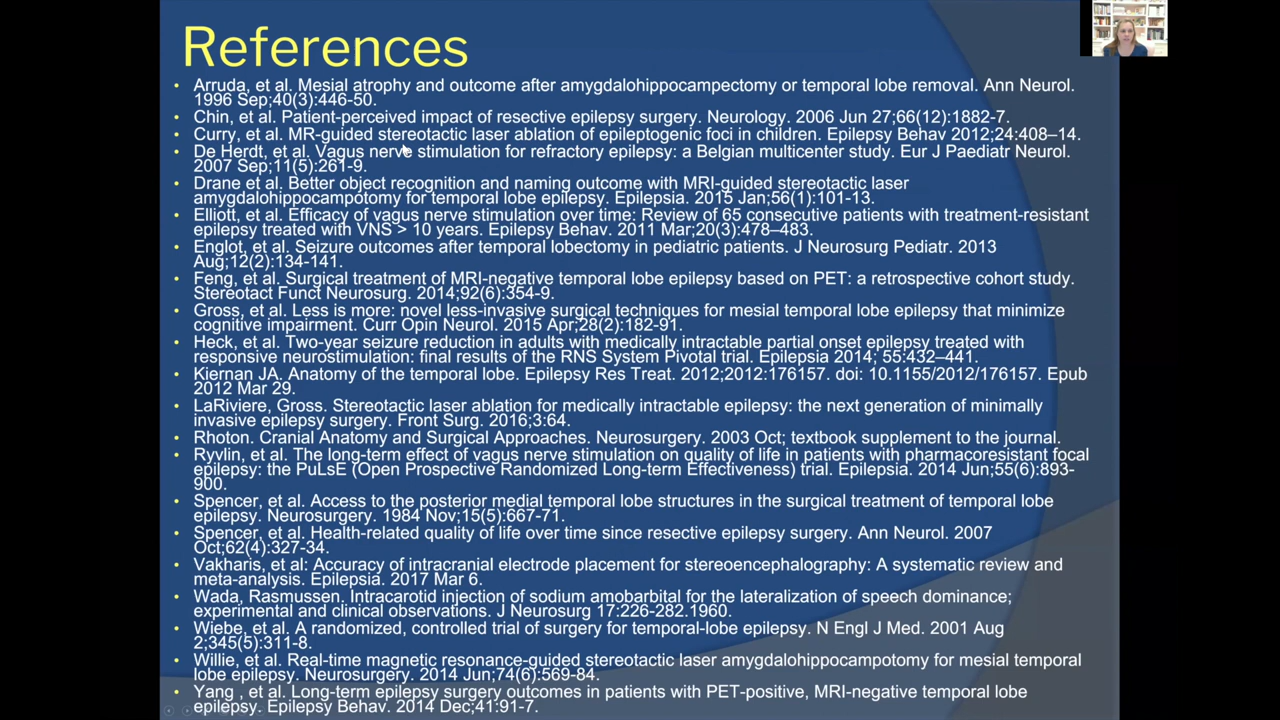 References
• Arruda, et al. Mesial atrophy and outcome after amygdalohippocampectomy or temporal lobe removal. Ann Neurol.
1996 Sep;40(3):446-50.
• Chin, et al. Patient-perceived impact of resective epilepsy surgery. Neurology. 2006 Jun 27;66(12):1882-7.
• Curry, et al. MR-guided stereotactic laser ablation of epileptogenic foci in children. Epilepsy Behav 2012;24:408–14.
• De Herdt, et al. Vagus nerve stimulation for refractory epilepsy: a Belgian multicenter study. Eur J Paediatr Neurol.
2007 Sep;11(5):261-9.
• Drane et al. Better object recognition and naming outcome with MRI-guided stereotactic laser
amygdalohippocampotomy for temporal lobe epilepsy. Epilepsia. 2015 Jan;56(1):101-13.
• Elliott, et al. Efficacy of vagus nerve stimulation over time: Review of 65 consecutive patients with treatment-resistant
epilepsy treated with VNS > 10 years. Epilepsy Behav. 2011 Mar;20(3):478–483.
• Englot, et al. Seizure outcomes after temporal lobectomy in pediatric patients. J Neurosurg Pediatr. 2013
Aug;12(2):134-141.
• Feng, et al. Surgical treatment of MRI-negative temporal lobe epilepsy based on PET: a retrospective cohort study.
Stereotact Funct Neurosurg. 2014;92(6):354-9.
• Gross, et al. Less is more: novel less-invasive surgical techniques for mesial temporal lobe epilepsy that minimize
cognitive impairment. Curr Opin Neurol. 2015 Apr;28(2):182-91.
• Heck, et al. Two-year seizure reduction in adults with medically intractable partial onset epilepsy treated with
responsive neurostimulation: final results of the RNS System Pivotal trial. Epilepsia 2014; 55:432–441.
• Kiernan JA. Anatomy of the temporal lobe. Epilepsy Res Treat. 2012;2012:176157. doi: 10.1155/2012/176157. Epub
2012 Mar 29.
• LaRiviere, Gross. Stereotactic laser ablation for medically intractable epilepsy: the next generation of minimally
invasive epilepsy surgery. Front Surg. 2016;3:64.
• Rhoton. Cranial Anatomy and Surgical Approaches. Neurosurgery. 2003 Oct; textbook supplement to the journal.
• Ryvlin, et al. The long-term effect of vagus nerve stimulation on quality of life in patients with pharmacoresistant focal
epilepsy: the PuLsE (Open Prospective Randomized Long-term Effectiveness) trial. Epilepsia. 2014 Jun;55(6):893-
900.
• Spencer, et al. Access to the posterior medial temporal lobe structures in the surgical treatment of temporal lobe
epilepsy. Neurosurgery. 1984 Nov;15(5):667-71.
• Spencer, et al. Health-related quality of life over time since resective epilepsy surgery. Ann Neurol. 2007
Oct;62(4):327-34.
• Vakharis, et al: Accuracy of intracranial electrode placement for stereoencephalography: A systematic review and
meta-analysis. Epilepsia. 2017 Mar 6.
• Wada, Rasmussen. Intracarotid injection of sodium amobarbital for the lateralization of speech dominance;
experimental and clinical observations. J Neurosurg 17:226-282.1960.
• Wiebe, et al. A randomized, controlled trial of surgery for temporal-lobe epilepsy. N Engl J Med. 2001 Aug
2;345(5):311-8.
• Willie, et al. Real-time magnetic resonance-guided stereotactic laser amygdalohippocampotomy for mesial temporal
lobe epilepsy. Neurosurgery. 2014 Jun;74(6):569-84.
• Yang , et al. Long-term epilepsy surgery outcomes in patients with PET-positive, MRI-negative temporal lobe
epilepsy. Epilepsy Behav. 2014 Dec;41:91-7.